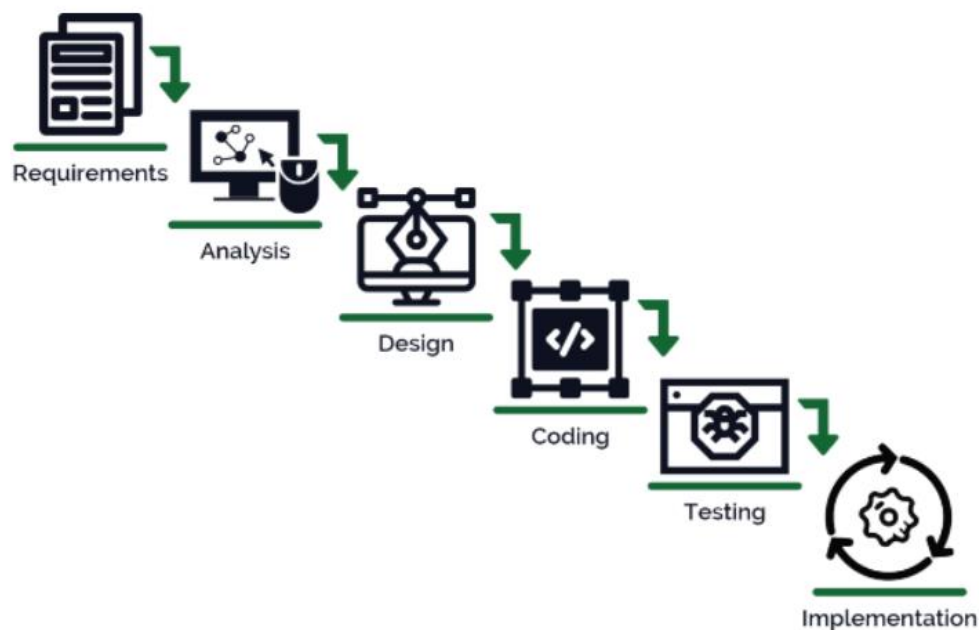 Requirements
Analysis
Design
</>
Coding
Testing
Implementation